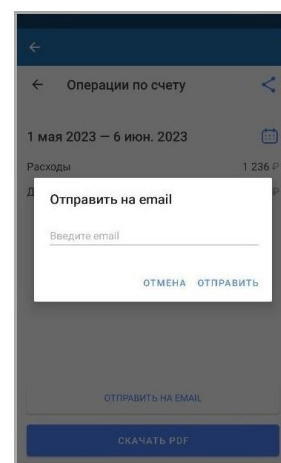 Операции по счету
1 мая 2023 — 6 июн. 2023
Расходы 1 236 ₽
Д ₽
Отправить на email
Введите email
ОТМЕНА ОТПРАВИТЬ
ОТПРАВИТЬ НА EMAIL
СКАЧАТЬ PDF